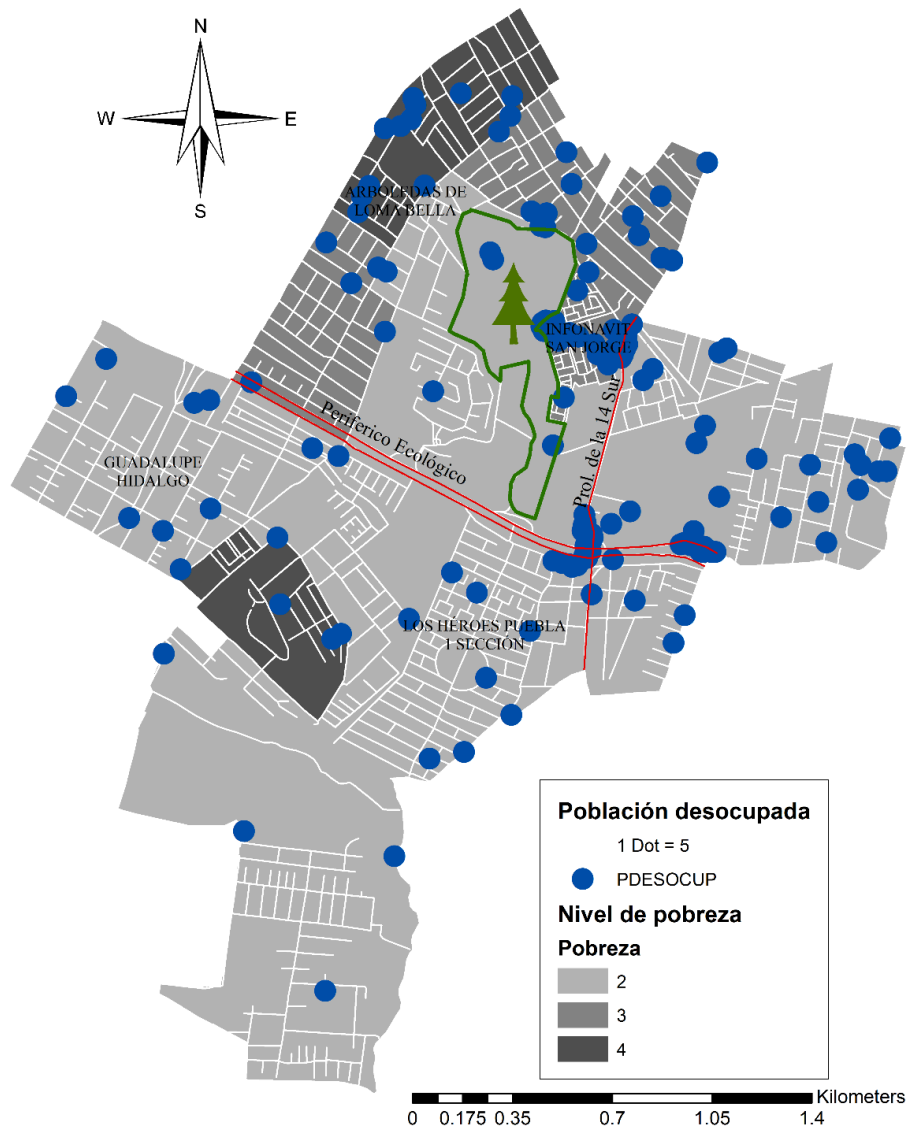 N
W
E
S
ARBOLEDAS DE
LOMA BELLA
INFONAVIT
SAN JORGE
Prol. de la 14 Sur
Periferico Ecológico
GUADALUPE
HIDALGO
LOS HÉROES PUEBLA
1 SECCIÓN
Población desocupada
1 Dot = 5
PDESOCUP
Nivel de pobreza
Pobreza
2
3
4
Kilometers
0 0.175 0.35 0.7 1.05 1.4